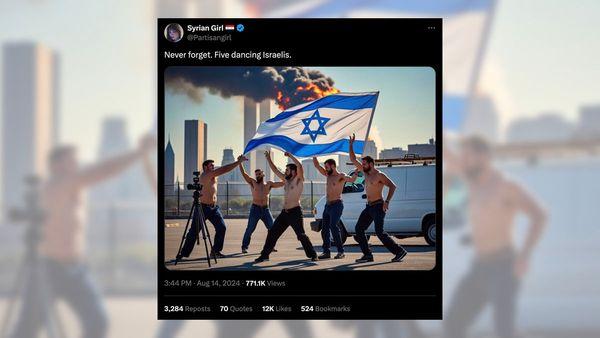 Syrian Girl
@Partisangirl
Never forget. Five dancing Israelis.
3:44 PM · Aug 14, 2024 · 771.1K Views
3,284 Reposts 70 Quotes 12K Likes 524 Bookmarks